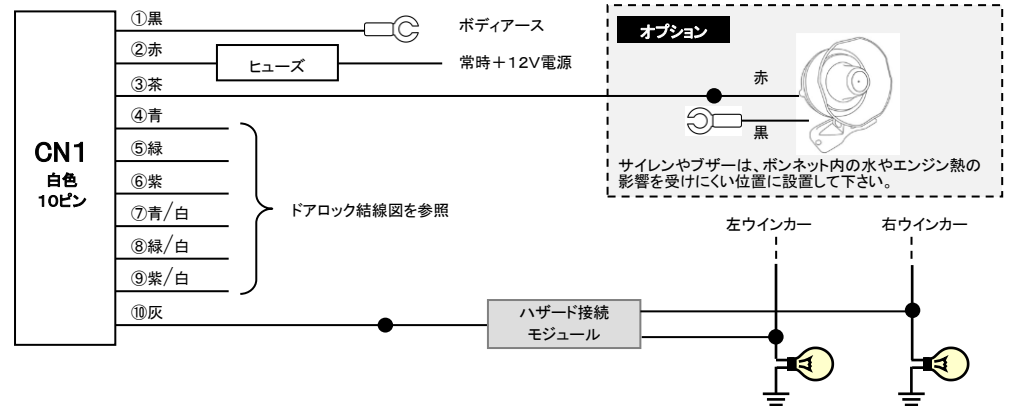 CN1
白色
10ピン
①黒
ボディアース
②赤
ヒューズ
常時+12V電源
③茶
④青
⑤緑
⑥紫
⑦青/白
⑧緑/白
⑨紫/白
ドアロック結線図を参照
⑩灰
オプション
赤
黒
サイレンやブザーは、ボンネット内の水やエンジン熱の
影響を受けにくい位置に設置して下さい。
左ウインカー
右ウインカー
ハザード接続
モジュール